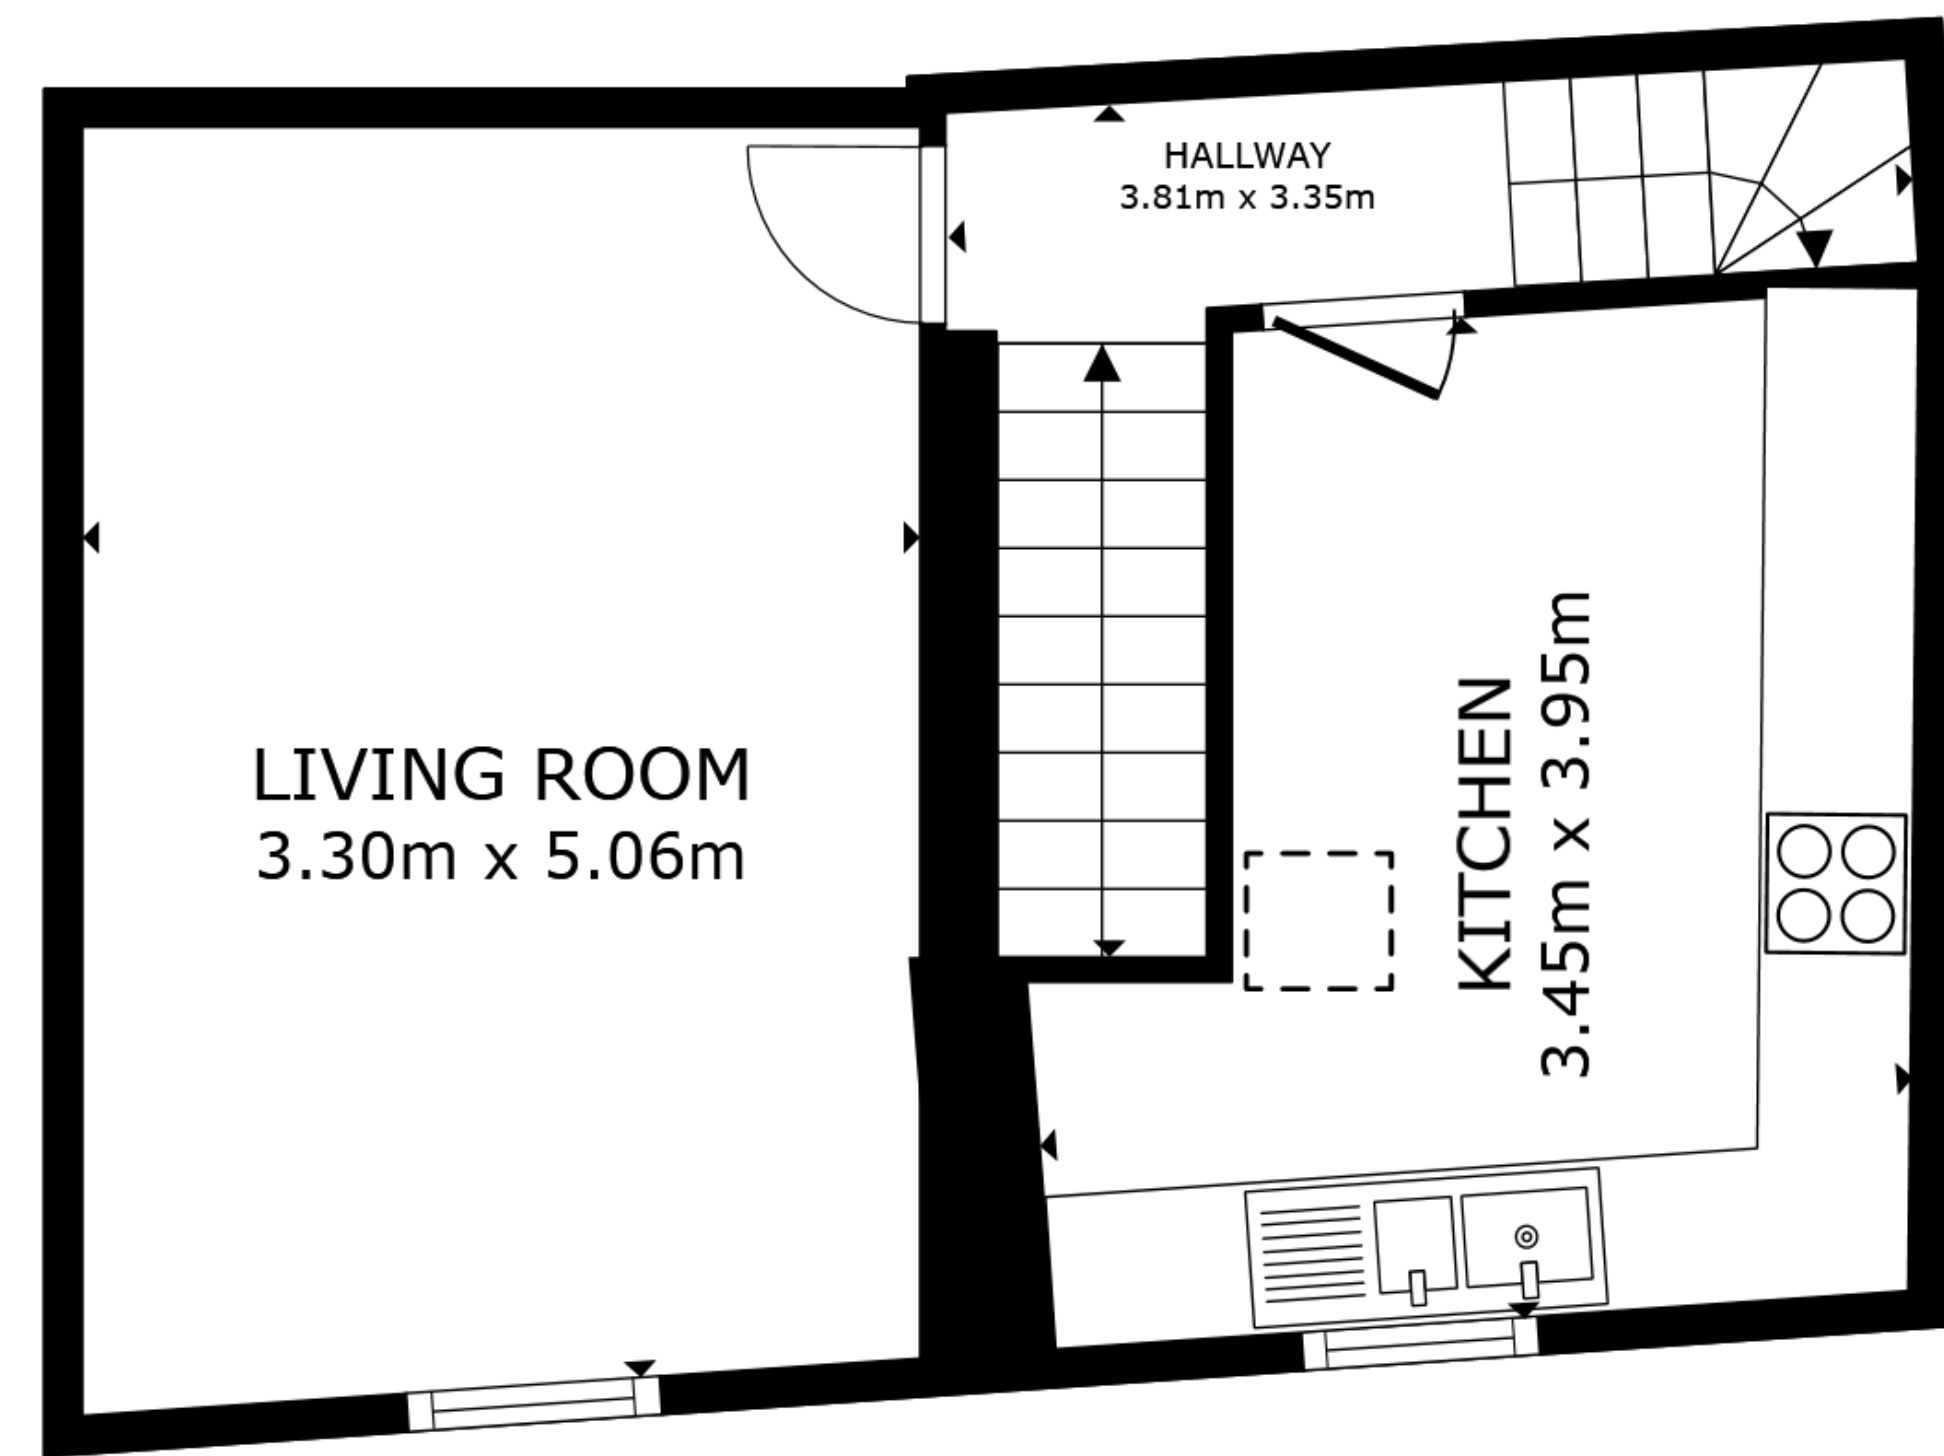 HALLWAY
3.81m x 3.35m
LIVING ROOM
3.30m x 5.06m
KITCHEN
3.45m x 3.95m